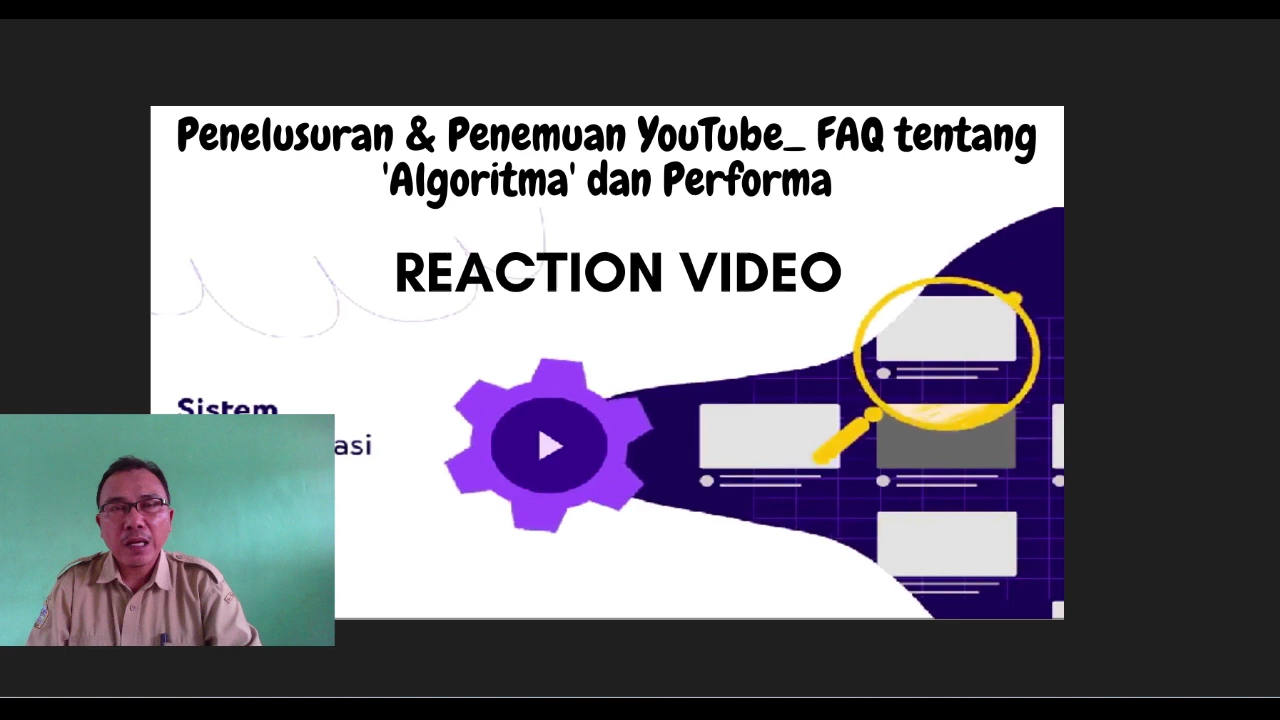 Penelusuran & Penemuan YouTube_ FAQ tentang
'Algoritma' dan Performa
REACTION VIDEO
Sistem
asi